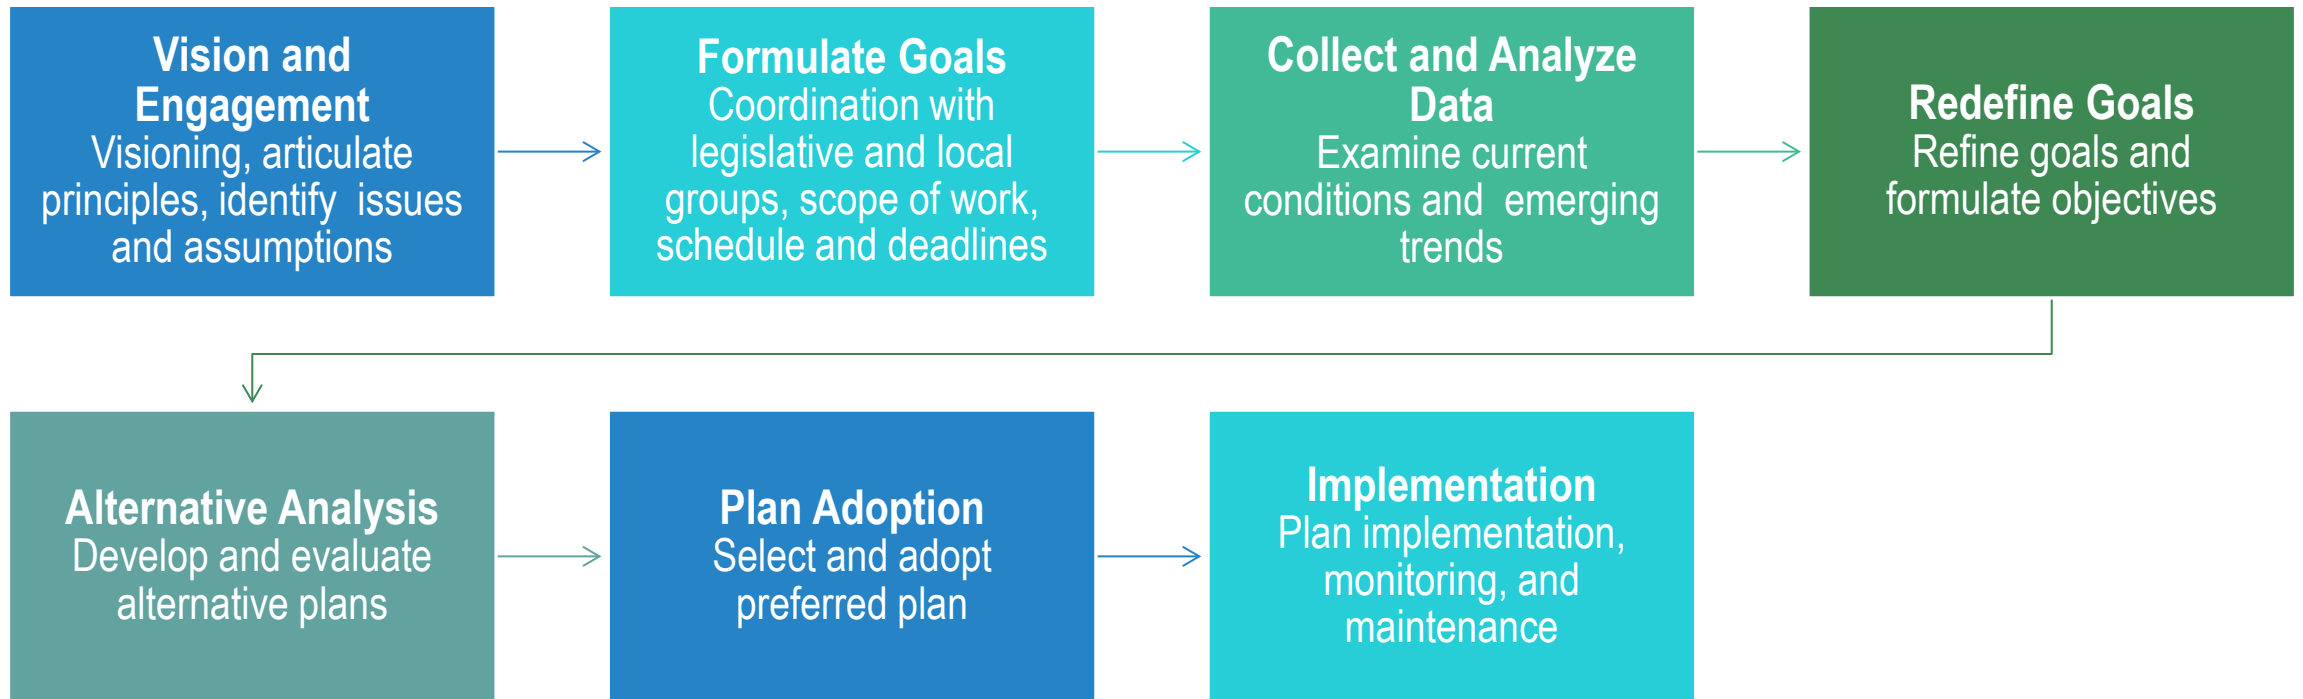 Vision and
Engagement
Visioning, articulate
principles, identify  issues
and assumptions
Formulate Goals
Coordination with
legislative and local
groups, scope of work,
schedule and deadlines
Collect and Analyze
Data
Examine current
conditions and  emerging
trends
Redefine Goals
Refine goals and
formulate objectives
Alternative Analysis
Develop and evaluate
alternative plans
Plan Adoption
Select and adopt
preferred plan
Implementation
Plan implementation,
monitoring, and
maintenance